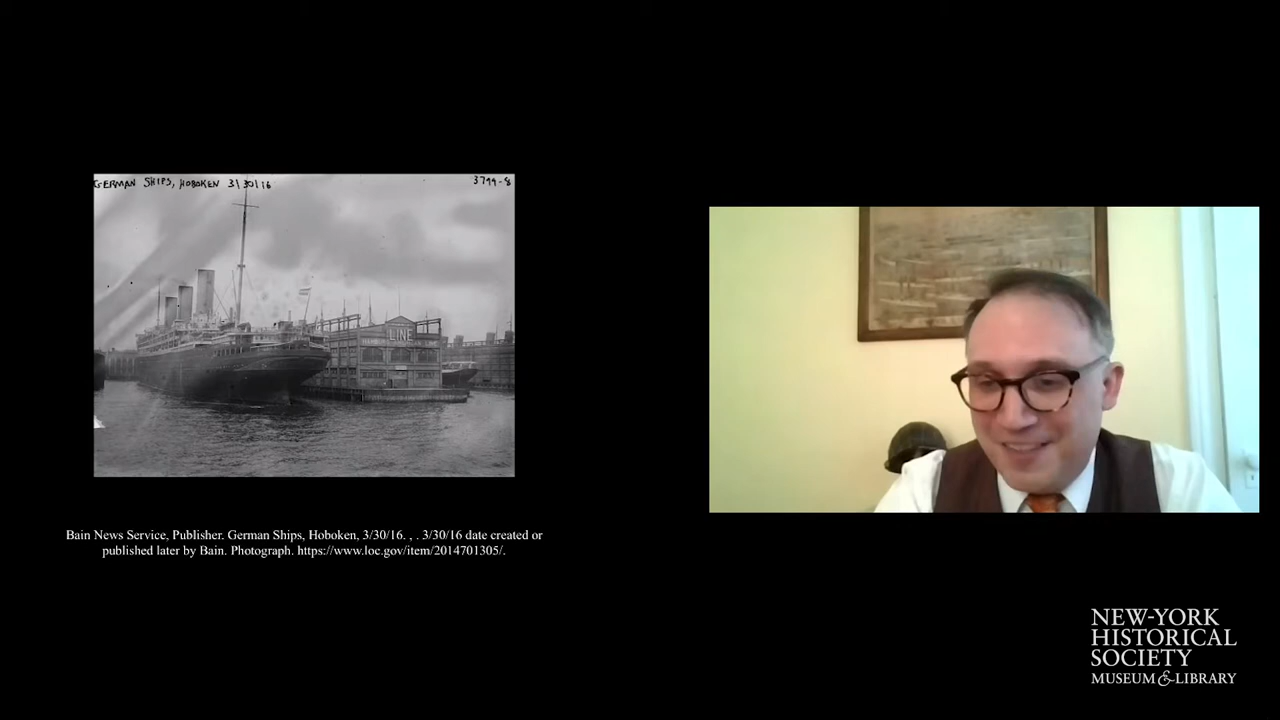 GERMAN SHIPS, HOBOKEN 3/30/16
3799-8
LINE
Bain News Service, Publisher. German Ships, Hoboken, 3/30/16. , . 3/30/16 date created or
published later by Bain. Photograph. https://www.loc.gov/item/2014701305/.
NEW-YORK
HISTORICAL
SOCIETY
MUSEUM & LIBRARY